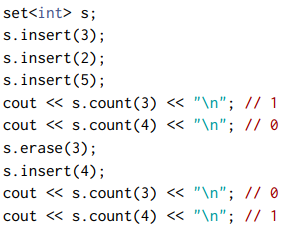 set<int> s;
s.insert(3);
s.insert(2);
s.insert(5);
cout << s.count(3) << "\n"; // 1
cout << s.count(4) << "\n"; // 0
s.erase(3);
s.insert(4);
cout << s.count(3) << "\n"; // 0
cout << s.count(4) << "\n"; // 1